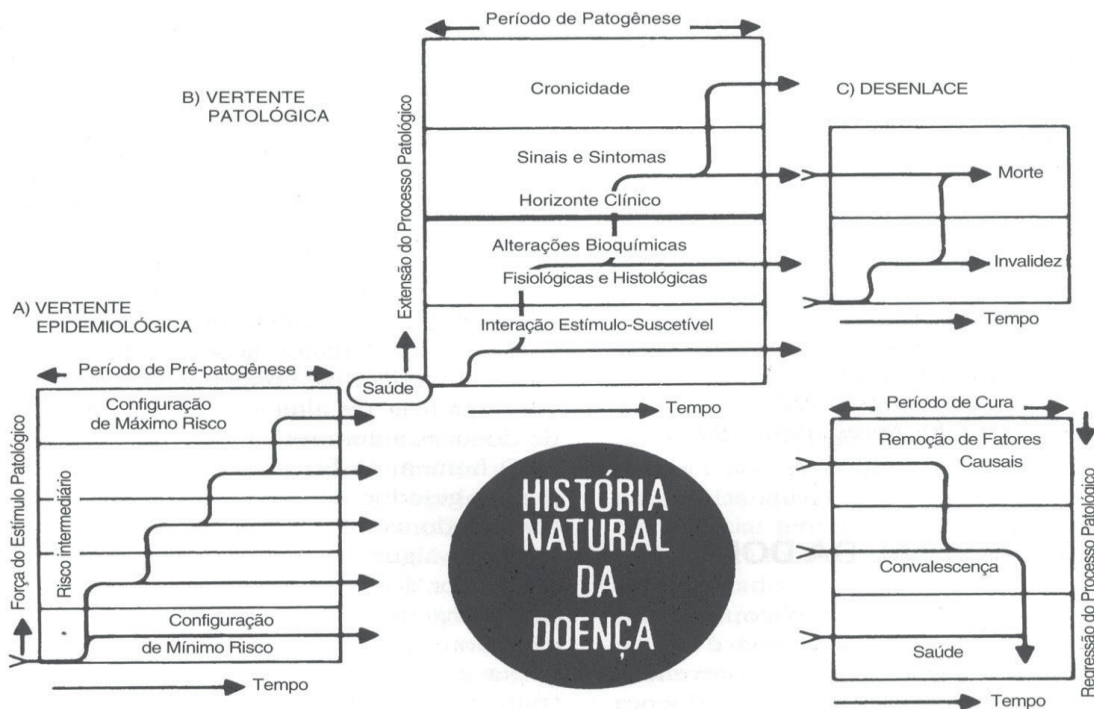 B) VERTENTE
PATOLÓGICA
Período de Patogênese
Extensão do Processo Patológico
Cronicidade
Sinais e Sintomas
Horizonte Clínico
Alterações Bioquímicas
Fisiológicas e Histológicas
Interação Estímulo-Suscetível
Saúde
Tempo
C) DESENLACE
Morte
Invalidez
Tempo
A) VERTENTE
EPIDEMIOLÓGICA
Período de Pré-patogênese
Força do Estímulo Patológico
Configuração
de Máximo Risco
Risco intermediário
Configuração
de Mínimo Risco
Tempo
HISTÓRIA
NATURAL
DA
DOENÇA
Período de Cura
Remoção de Fatores
Causais
Convalescença
Saúde
Regressão do Processo Patológico
Tempo